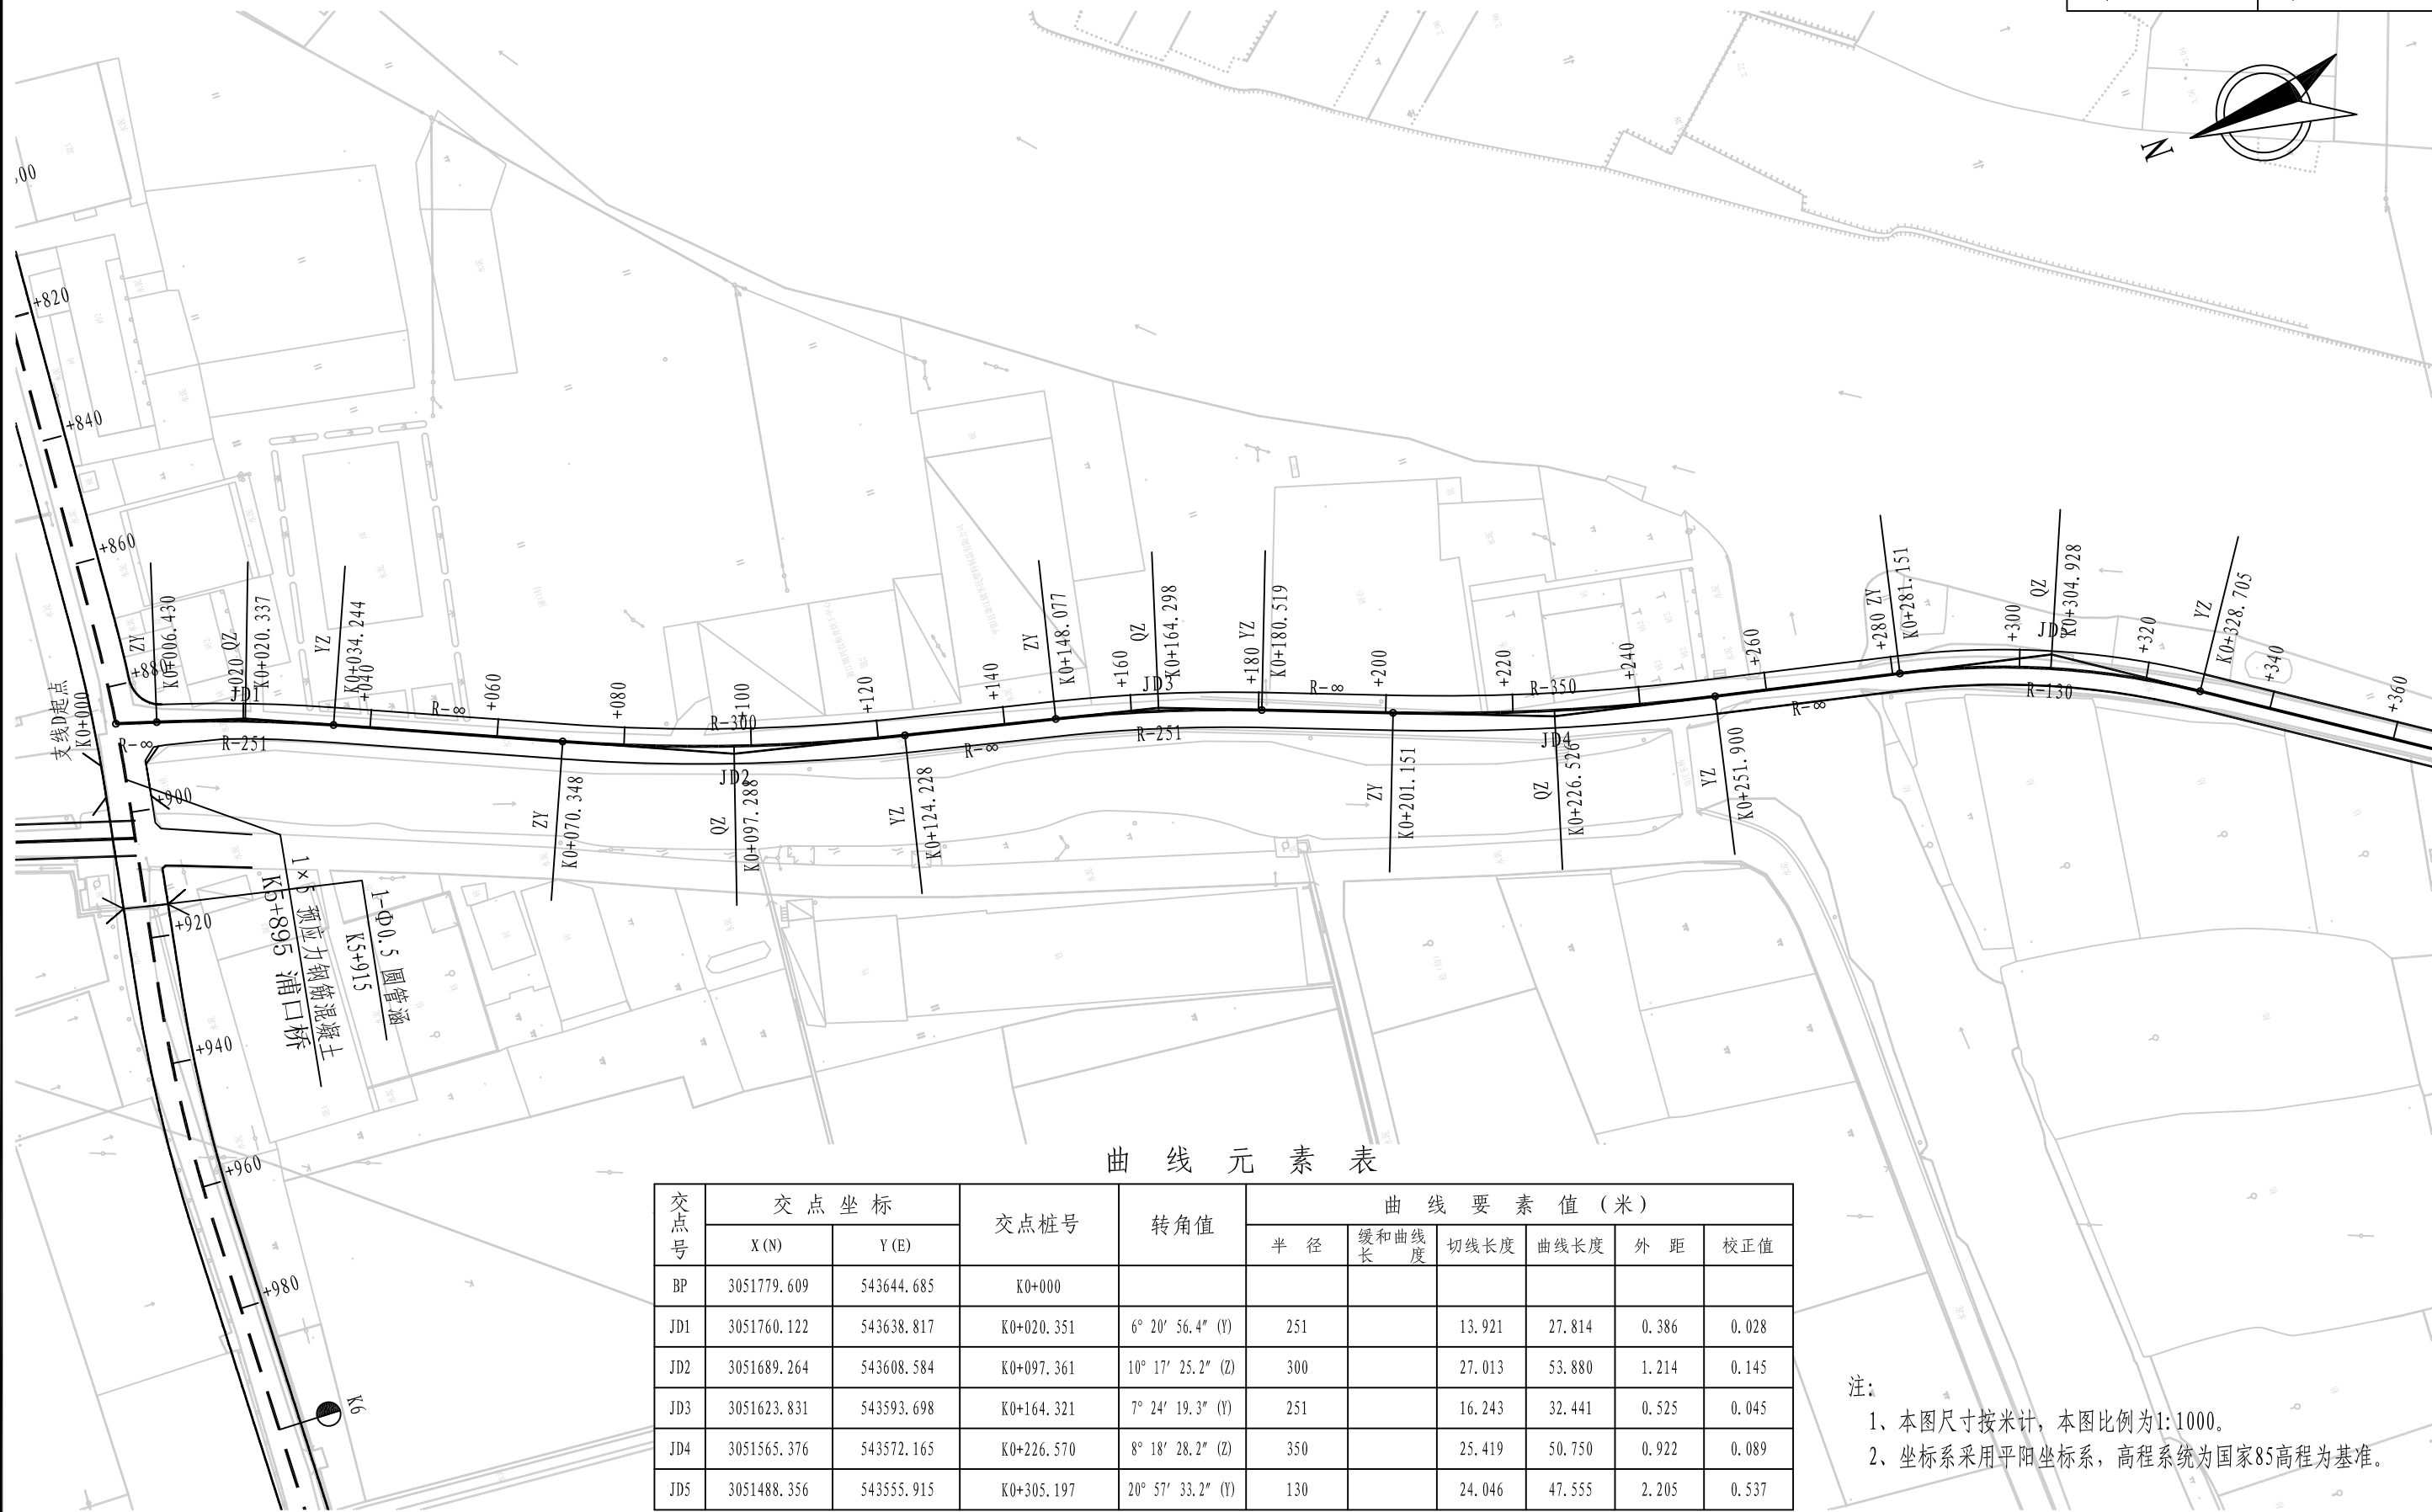 N
,00
+820
+840
+860
+880
+900
+920
+940
+960
+980
K6
支线D起点
K0+000
R-∞
ZY
K0+006.430
+020 QZ
K0+020.337
JD1
R-251
YZ
K0+034.244
+040
R-∞
+060
ZY
K0+070.348
+080
R-300
+100
JD2
QZ
K0+097.288
+120
YZ
K0+124.228
R-∞
+140
ZY
K0+148.077
+160
QZ
K0+164.298
JD3
R-251
+180 YZ
K0+180.519
R-∞
+200
ZY
K0+201.151
+220
R-350
JD4
QZ
K0+226.526
+240
YZ
K0+251.900
+260
R-∞
+280 ZY
K0+281.151
+300
QZ
K0+304.928
JD5
R-130
+320
YZ
K0+328.705
+340
+360
1×5 预应力钢筋混凝土
K5+895 浦口桥
1-Φ0.5 圆管涵
K5+915
曲 线 元 素 表
交点号 交 点 坐 标 交点桩号 转角值 曲 线 要 素 值 (米)
X(N) Y(E) 半 径 缓和曲线长 度 切线长度 曲线长度 外 距 校正值
BP 3051779.609 543644.685 K0+000
JD1 3051760.122 543638.817 K0+020.351 6° 20′ 56.4″ (Y) 251 13.921 27.814 0.386 0.028
JD2 3051689.264 543608.584 K0+097.361 10° 17′ 25.2″ (Z) 300 27.013 53.880 1.214 0.145
JD3 3051623.831 543593.698 K0+164.321 7° 24′ 19.3″ (Y) 251 16.243 32.441 0.525 0.045
JD4 3051565.376 543572.165 K0+226.570 8° 18′ 28.2″ (Z) 350 25.419 50.750 0.922 0.089
JD5 3051488.356 543555.915 K0+305.197 20° 57′ 33.2″ (Y) 130 24.046 47.555 2.205 0.537
注:
1、本图尺寸按米计, 本图比例为1:1000。
2、坐标系采用平阳坐标系, 高程系统为国家85高程为基准。